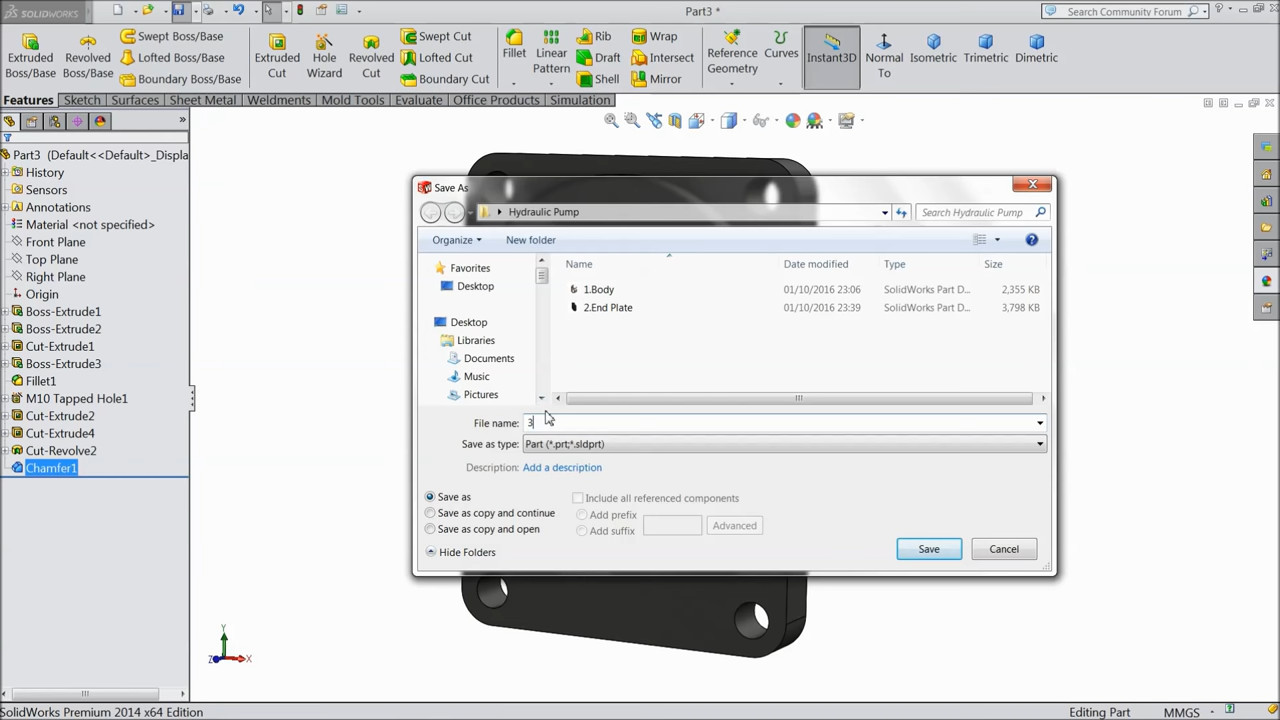 SOLIDWORKS
Part3 *
Search Community Forum
Extruded Boss/Base
Revolved Boss/Base
Swept Boss/Base
Lofted Boss/Base
Boundary Boss/Base
Extruded Cut
Hole Wizard
Revolved Cut
Swept Cut
Lofted Cut
Boundary Cut
Fillet
Linear Pattern
Rib
Draft
Shell
Wrap
Intersect
Mirror
Reference Geometry
Curves
Instant3D
Normal To
Isometric
Trimetric
Dimetric
Features
Sketch
Surfaces
Sheet Metal
Weldments
Mold Tools
Evaluate
Office Products
Simulation
Part3 (Default<<Default>_Displa
History
Sensors
Annotations
Material <not specified>
Front Plane
Top Plane
Right Plane
Origin
Boss-Extrude1
Boss-Extrude2
Cut-Extrude1
Boss-Extrude3
Fillet1
M10 Tapped Hole1
Cut-Extrude2
Cut-Extrude4
Cut-Revolve2
Chamfer1
Save As
Hydraulic Pump
Search Hydraulic Pump
Organize
New folder
Favorites
Desktop
Desktop
Libraries
Documents
Music
Pictures
Name Date modified Type Size
1.Body 01/10/2016 23:06 SolidWorks Part D... 2,355 KB
2.End Plate 01/10/2016 23:39 SolidWorks Part D... 3,798 KB
File name: 3
Save as type: Part (*.prt;*.sldprt)
Description: Add a description
Save as
Save as copy and continue
Save as copy and open
Include all referenced components
Add prefix
Add suffix
Advanced
Hide Folders
Save
Cancel
Y
Z
X
SolidWorks Premium 2014 x64 Edition
Editing Part
MMGS